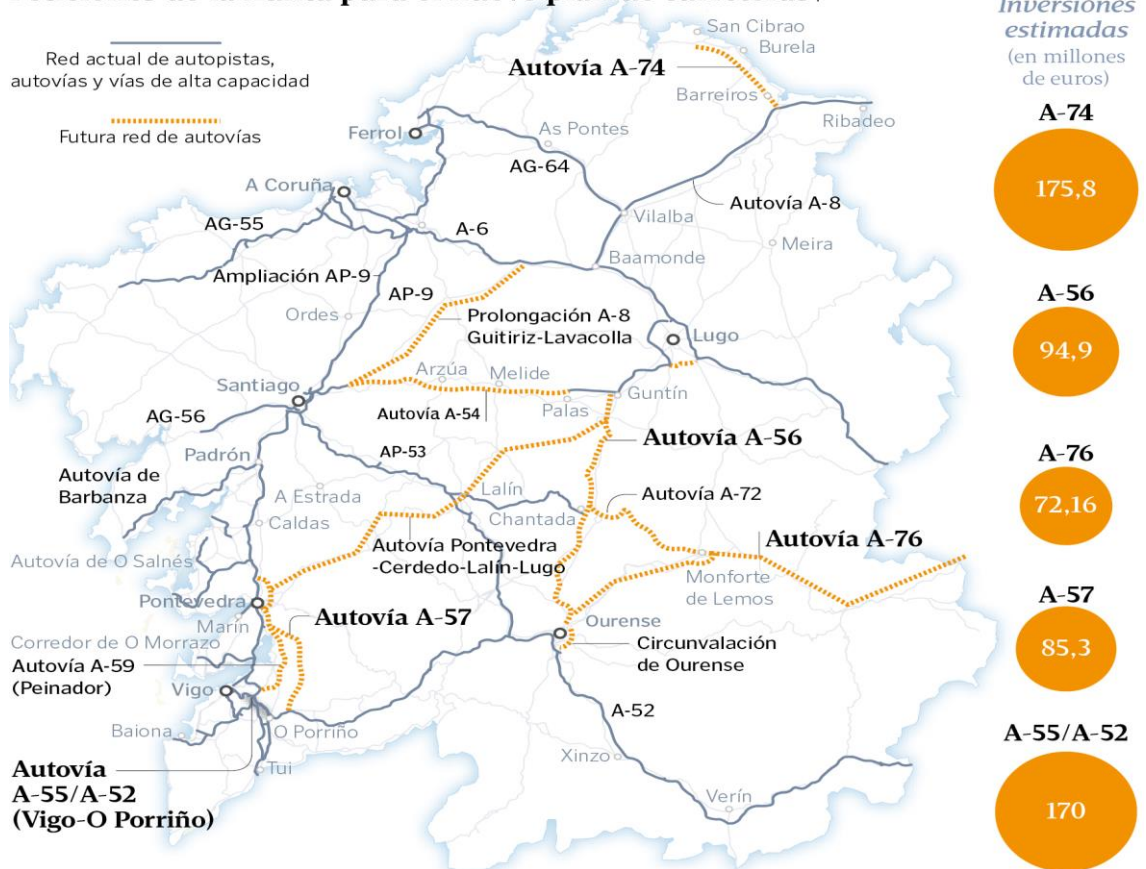 Red actual de autopistas,
autovías y vías de alta capacidad
Futura red de autovías
San Cibrao
Burela
Autovía A-74
Barreiros
Ribadeo
Ferrol
As Pontes
AG-64
A Coruña
Autovía A-8
Vilalba
AG-55
A-6
Meira
Baamonde
Ampliación AP-9
AP-9
Ordes
Prolongación A-8
Guitiriz-Lavacolla
Lugo
Arzúa
Melide
Santiago
Guntín
Palas
AG-56
Autovía A-54
Autovía A-56
Padrón
AP-53
Autovía de
Barbanza
A Estrada
Lalín
Autovía A-72
Caldas
Chantada
Autovía A-76
Autovía de O Salnés
Autovía Pontevedra
-Cerdedo-Lalín-Lugo
Monforte
de Lemos
Pontevedra
Marín
Autovía A-57
Ourense
Corredor de O Morrazo
Circunvalación
de Ourense
Autovía A-59
(Peinador)
Vigo
A-52
Baiona
O Porriño
Xinzo
Tui
Autovía
A-55/A-52
(Vigo-O Porriño)
Verín
Inversiones
estimadas
(en millones
de euros)
A-74
175,8
A-56
94,9
A-76
72,16
A-57
85,3
A-55/A-52
170